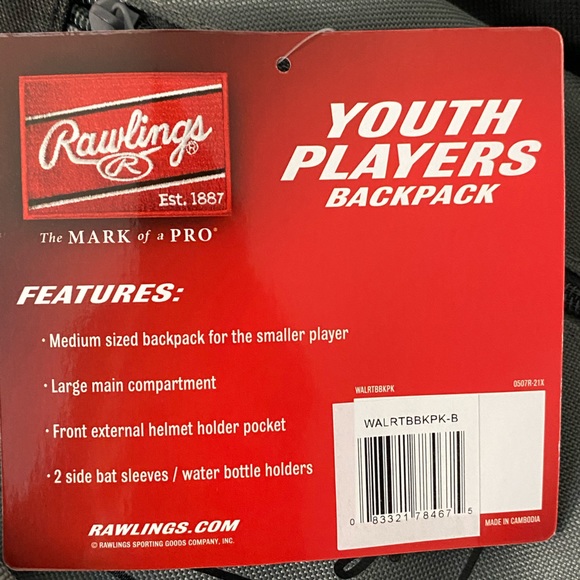 Rawlings®
R
Est. 1887
The MARK of a PRO®
YOUTH
PLAYERS
BACKPACK
FEATURES:
· Medium sized backpack for the smaller player
· Large main compartment
· Front external helmet holder pocket
· 2 side bat sleeves / water bottle holders
RAWLINGS.COM
© RAWLINGS SPORTING GOODS COMPANY, INC.
WALRTBBKPK 0507R-21X
WALRTBBKPK-B
0 83321 78467 5
MADE IN CAMBODIA